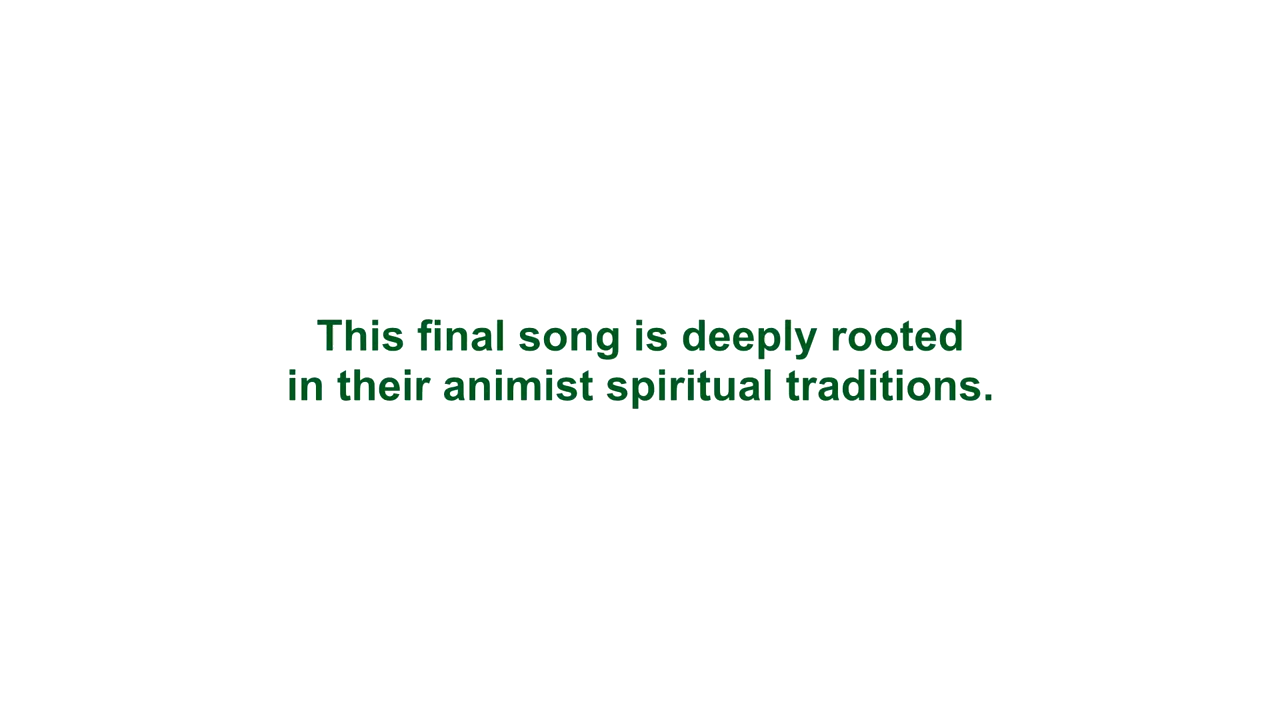 This final song is deeply rooted
in their animist spiritual traditions.